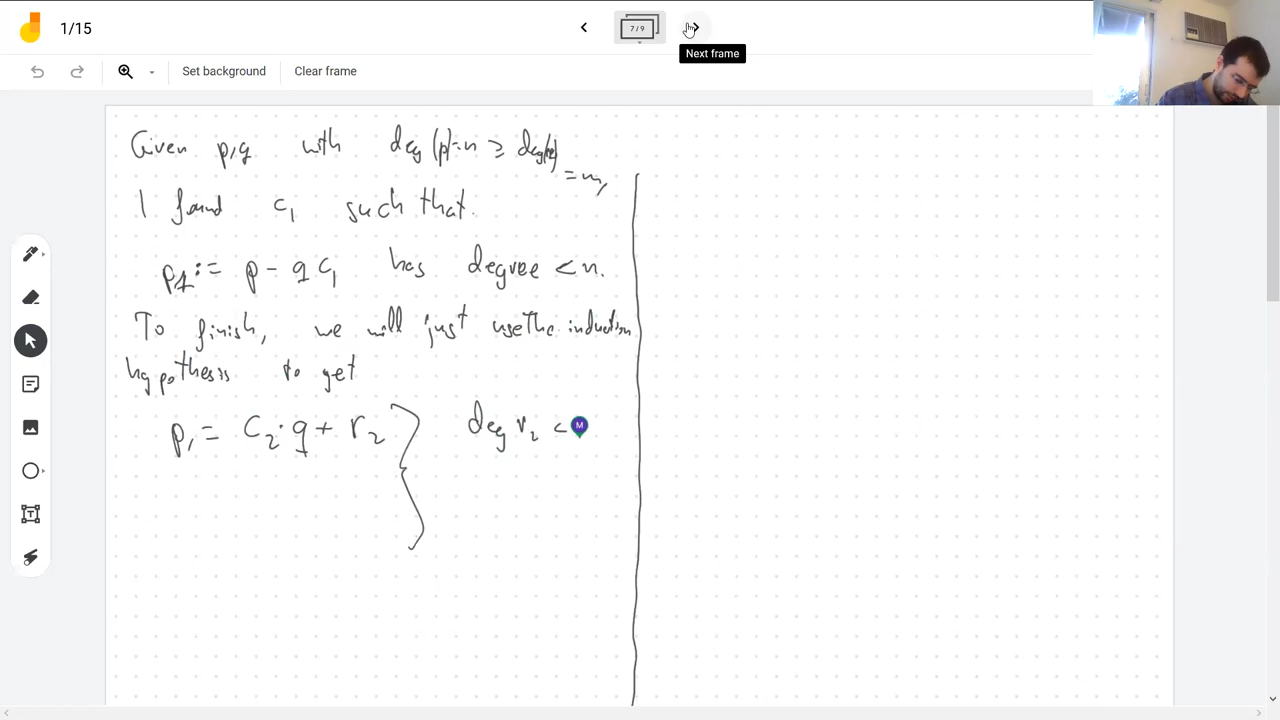 1/15
7/9
Next frame
Set background
Clear frame
Given p,q with deg(p)=n ≥ deg(q)
= m,
I found c₁ such that.
p₁ := p - q c₁ has degree < n.
To finish, we will just use the induction
hypothesis to get
p₁ = C₂·q + r₂ } deg r₂ <
M